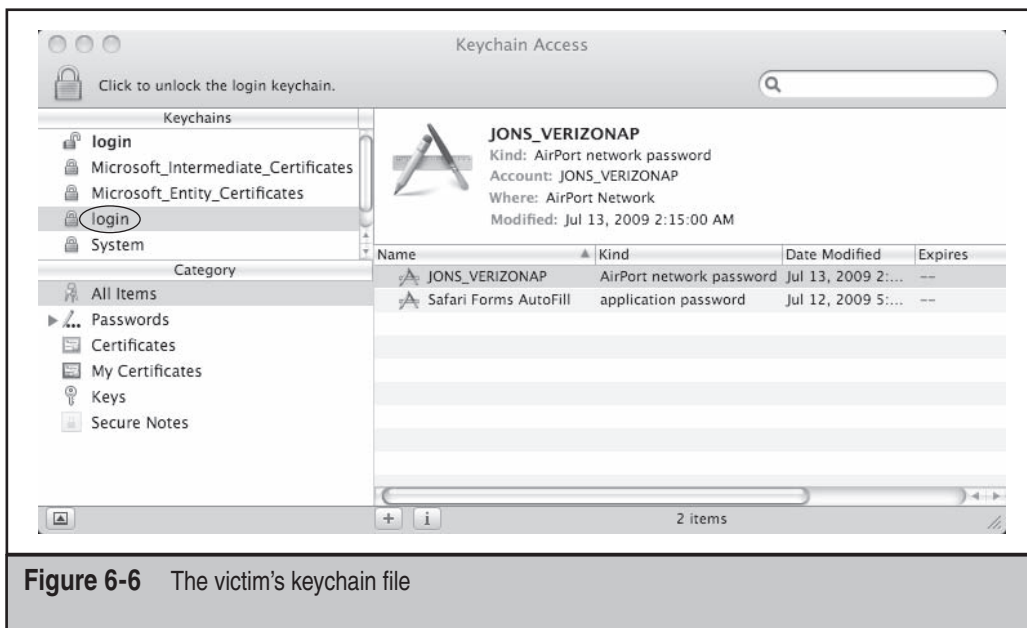 Keychain Access
Click to unlock the login keychain.
Keychains
login
Microsoft_Intermediate_Certificates
Microsoft_Entity_Certificates
login
System
Category
All Items
Passwords
Certificates
My Certificates
Keys
Secure Notes
JONS_VERIZONAP
Kind: AirPort network password
Account: JONS_VERIZONAP
Where: AirPort Network
Modified: Jul 13, 2009 2:15:00 AM
Name Kind Date Modified Expires
JONS_VERIZONAP AirPort network password Jul 13, 2009 2:... --
Safari Forms AutoFill application password Jul 12, 2009 5:... --
+ i 2 items
Figure 6-6 The victim's keychain file